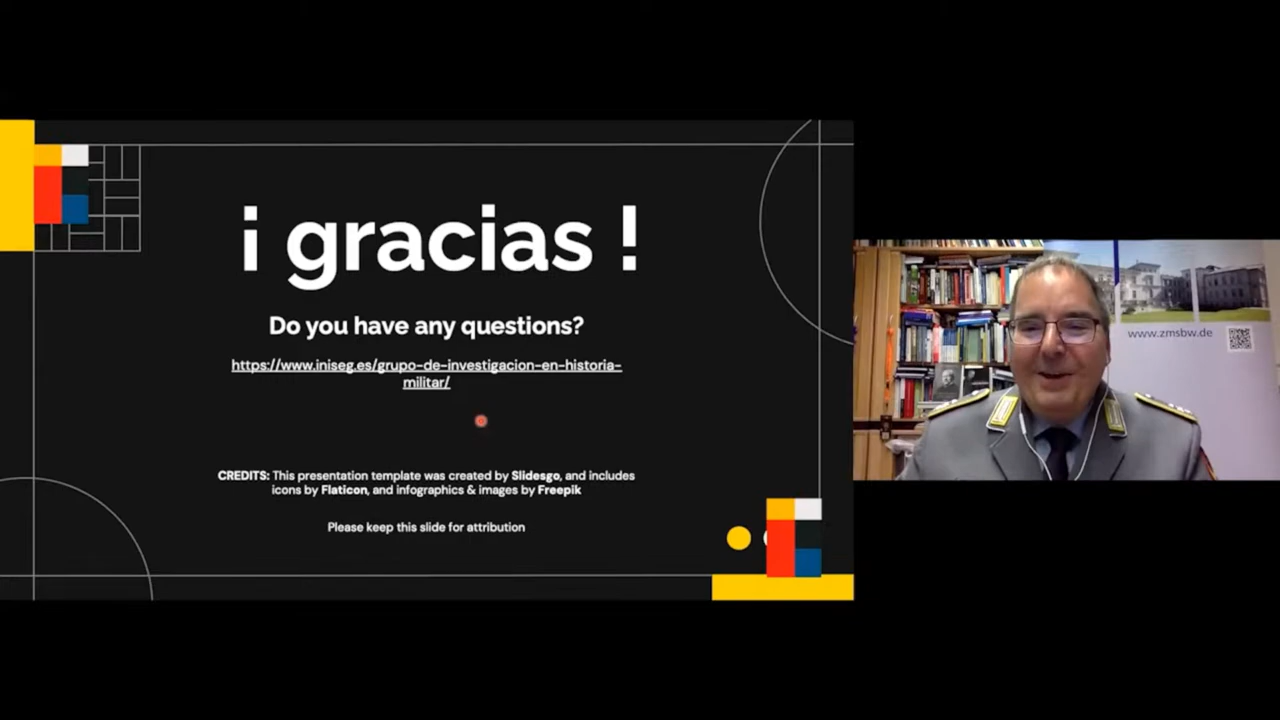 ¡ gracias !
Do you have any questions?
https://www.iniseg.es/grupo-de-investigacion-en-historia-
militar/
CREDITS: This presentation template was created by Slidesgo, and includes
icons by Flaticon, and infographics & images by Freepik
Please keep this slide for attribution
www.zmsbw.de